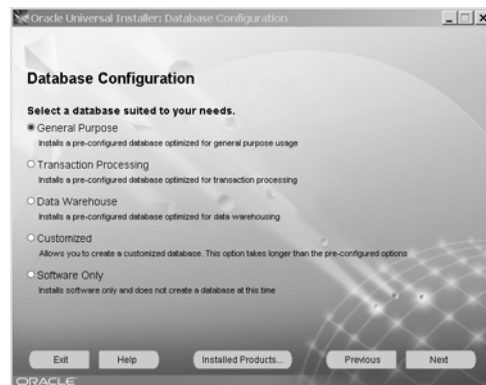 Oracle Universal Installer: Database Configuration
Database Configuration
Select a database suited to your needs.
General Purpose
Installs a pre-configured database optimized for general purpose usage
Transaction Processing
Installs a pre-configured database optimized for transaction processing
Data Warehouse
Installs a pre-configured database optimized for data warehousing
Customized
Allows you to create a customized database. This option takes longer than the pre-configured options
Software Only
Installs software only and does not create a database at this time
Exit Help Installed Products... Previous Next
ORACLE